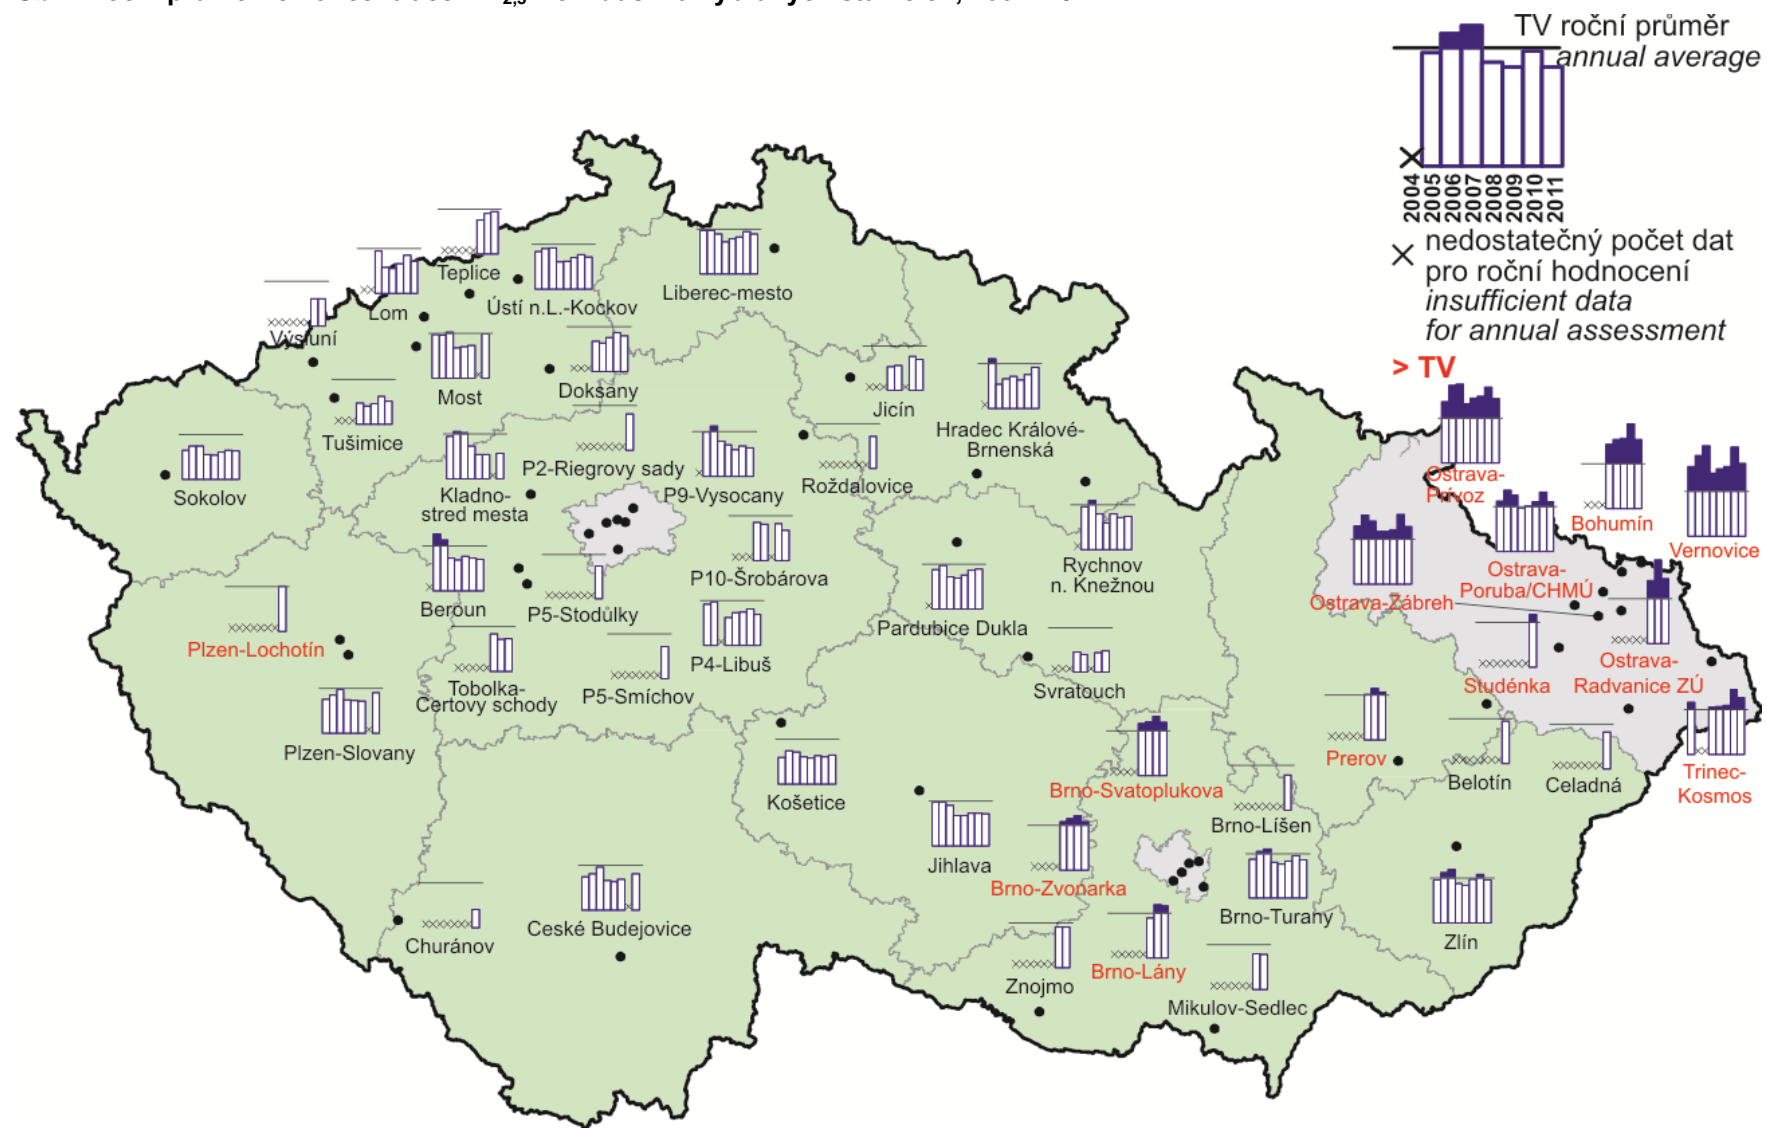 2,5
TV roční průměr
annual average
2004
2005
2006
2007
2008
2009
2010
2011
nedostatečný počet dat
pro roční hodnocení
insufficient data
for annual assessment
> TV
Teplice
Lom
Ústí n.L.-Kockov
Liberec-mesto
Výsluní
Most
Doksany
Tušimice
Jicín
Hradec Králové-
Brnenská
Sokolov
Kladno-
stred mesta
P2-Riegrovy sady
P9-Vysocany
Roždalovice
Ostrava-
Prívoz
Bohumín
Vernovice
Ostrava-
Poruba/CHMÚ
Ostrava-Zábreh
Beroun
P5-Stodůlky
P10-Šrobárova
Rychnov
n. Knežnou
Pardubice Dukla
Plzen-Lochotín
P4-Libuš
Tobolka-
Certovy schody
P5-Smíchov
Svratouch
Studénka
Ostrava-
Radvanice ZÚ
Plzen-Slovany
Košetice
Brno-Svatoplukova
Prerov
Belotín
Celadná
Trinec-
Kosmos
Brno-Líšen
Jihlava
Brno-Zvonarka
Brno-Turany
Zlín
Churánov
Ceské Budejovice
Znojmo
Brno-Lány
Mikulov-Sedlec